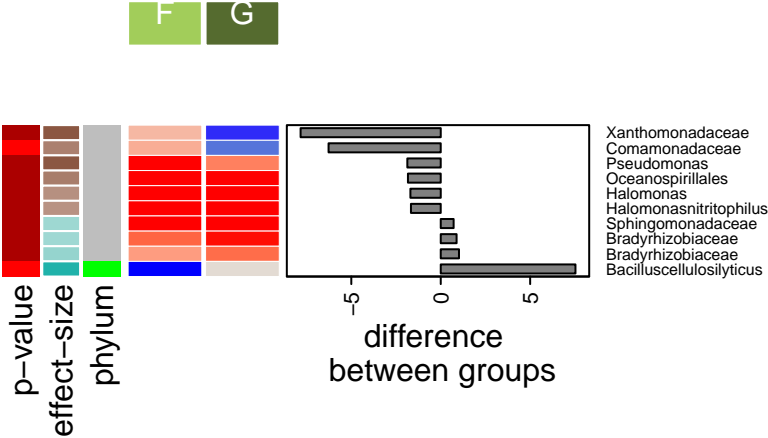 F G
Xanthomonadaceae
Comamonadaceae
Pseudomonas
Oceanospirillales
Halomonas
Halomonasnitritophilus
Sphingomonadaceae
Bradyrhizobiaceae
Bradyrhizobiaceae
Bacilluscellulosilyticus
p−value
effect−size
phylum
−5 0 5
difference
between groups